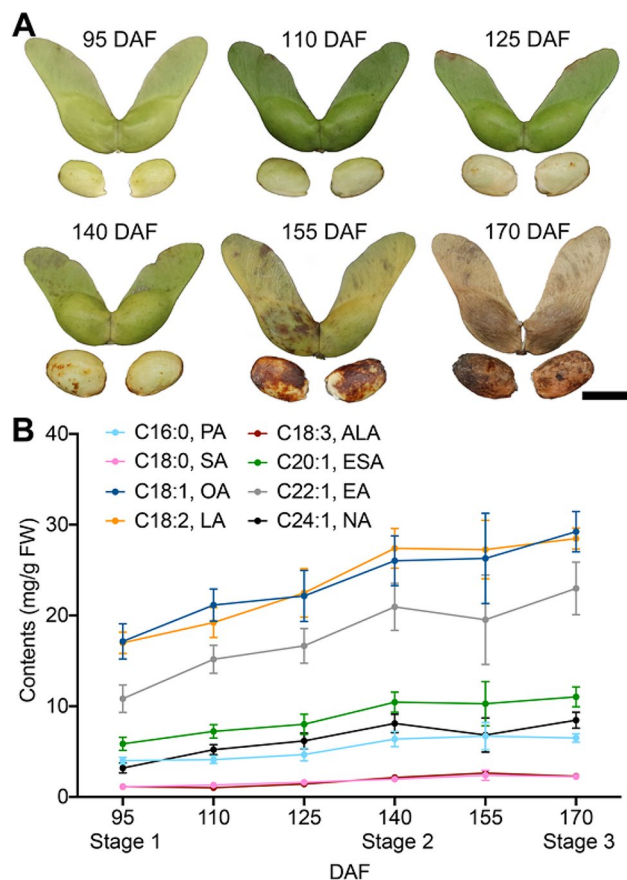 A
95 DAF 110 DAF 125 DAF
140 DAF 155 DAF 170 DAF
B
C16:0, PA C18:3, ALA
C18:0, SA C20:1, ESA
C18:1, OA C22:1, EA
C18:2, LA C24:1, NA
Contents (mg/g FW)
40
30
20
10
0
95 110 125 140 155 170
Stage 1 Stage 2 Stage 3
DAF